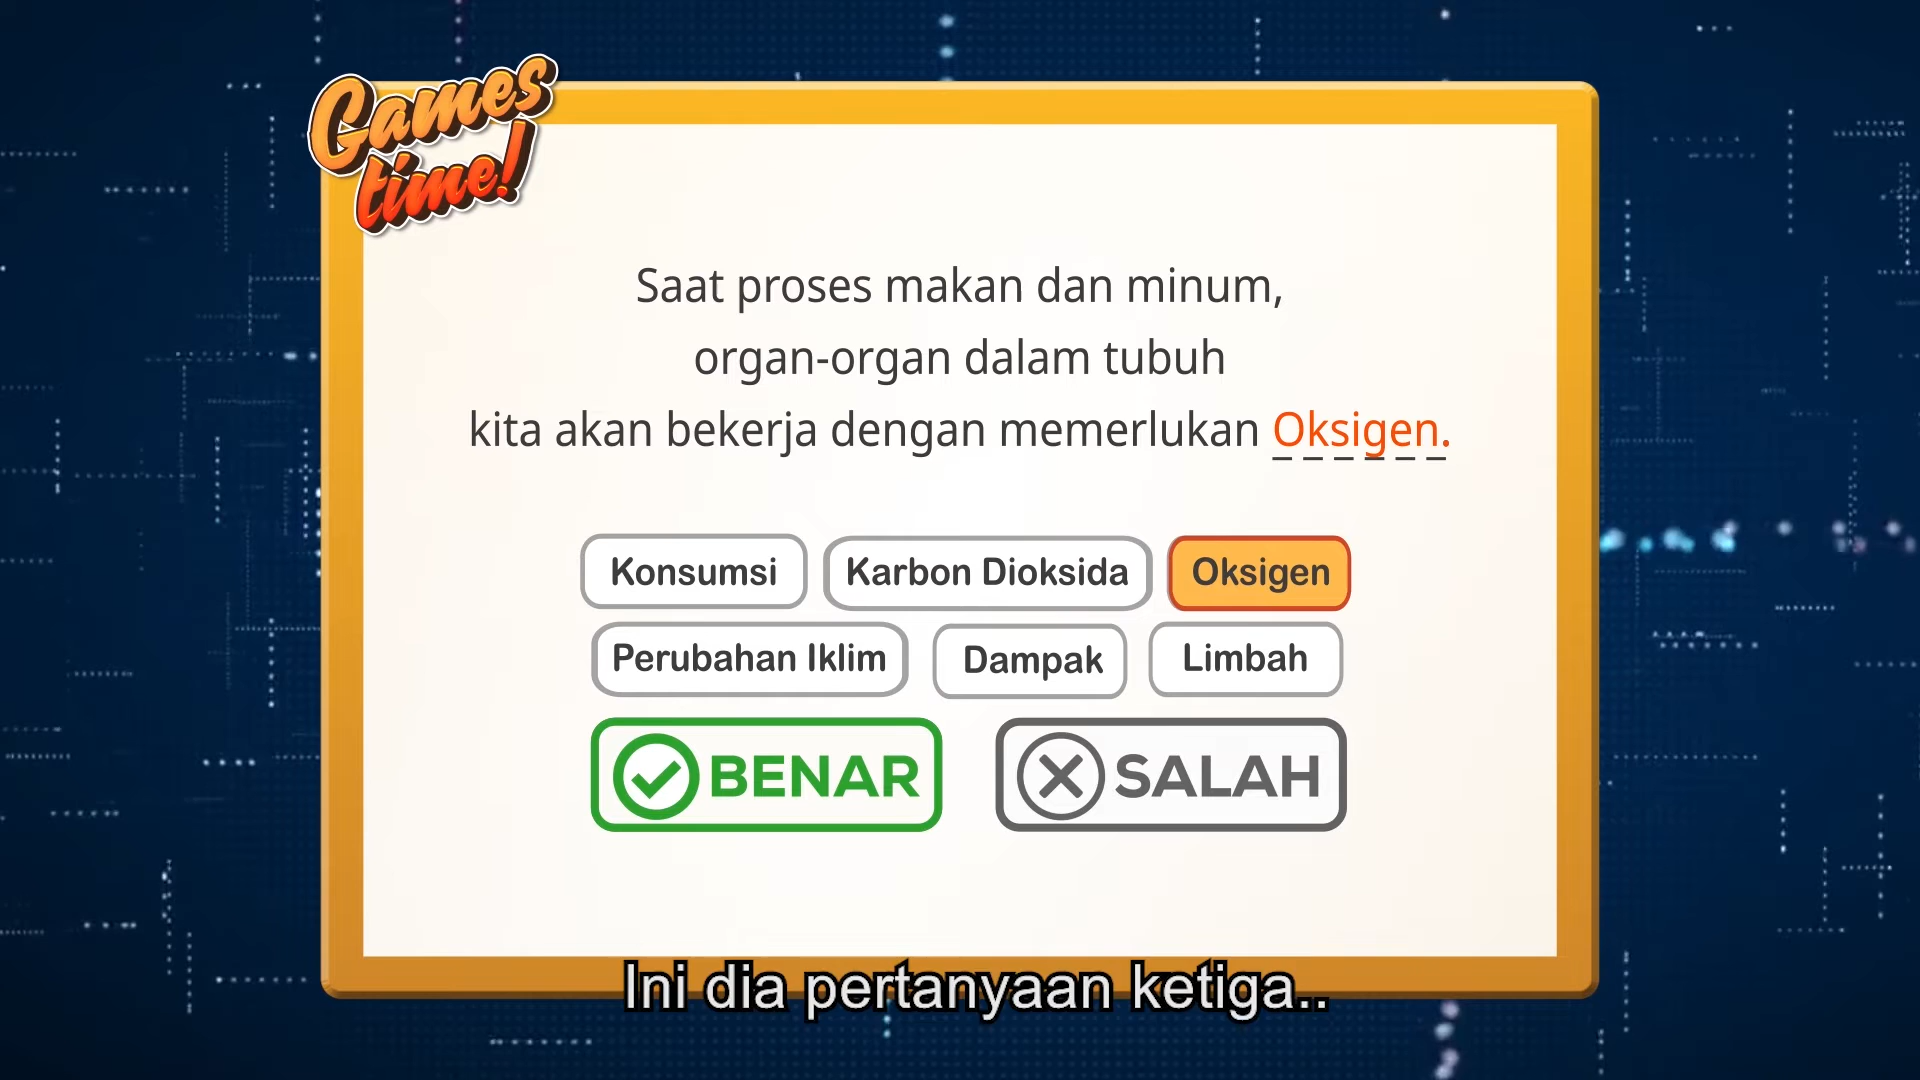 Games
time!
Saat proses makan dan minum,
organ-organ dalam tubuh
kita akan bekerja dengan memerlukan Oksigen.
Konsumsi Karbon Dioksida Oksigen
Perubahan Iklim Dampak Limbah
BENAR SALAH
Ini dia pertanyaan ketiga..